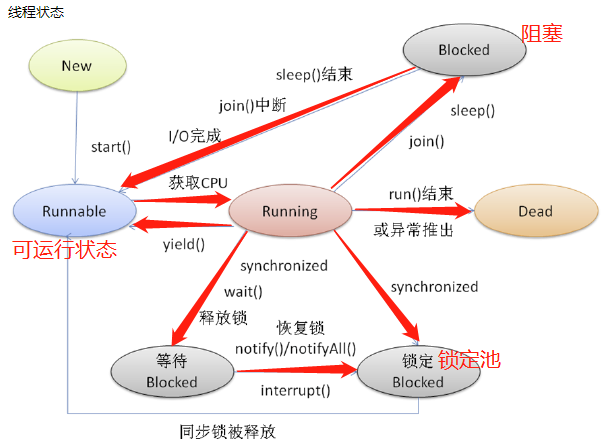 线程状态
Blocked
阻塞
New
sleep()结束
join()中断
sleep()
I/O完成
join()
start()
获取CPU
run()结束
Runnable
Running
Dead
可运行状态
yield()
或异常推出
synchronized
wait()
synchronized
释放锁
恢复锁
notify()/notifyAll()
等待
Blocked
锁定
Blocked
锁定池
interrupt()
同步锁被释放